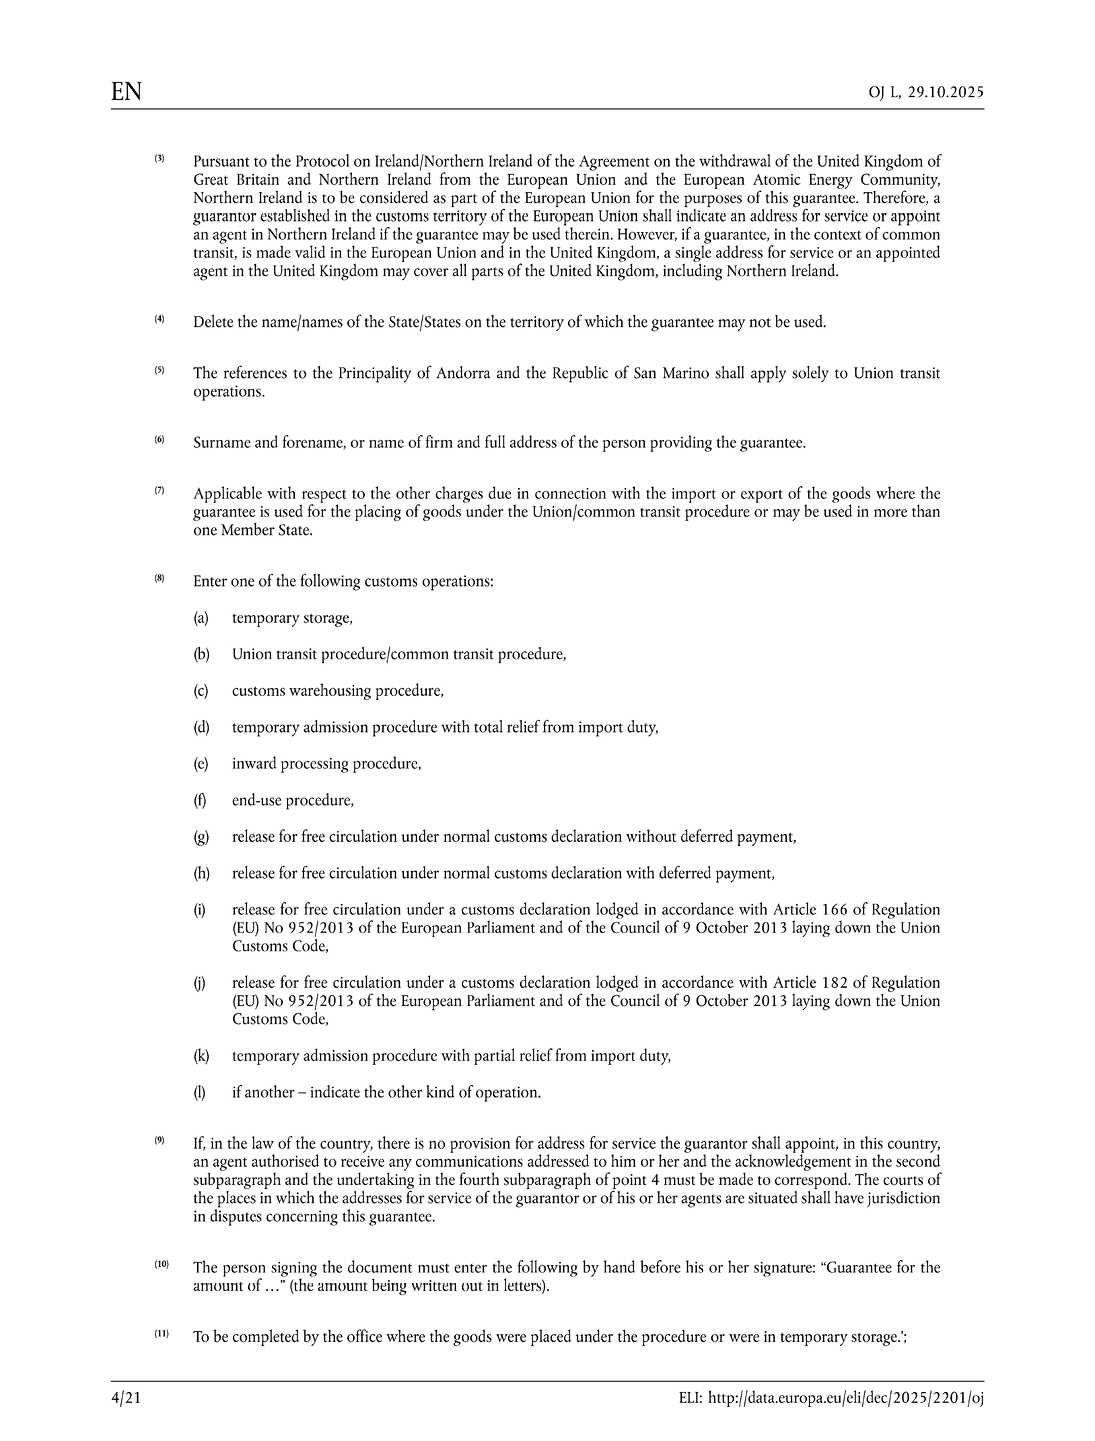 EN
OJ L, 29.10.2025
(3) Pursuant to the Protocol on Ireland/Northern Ireland of the Agreement on the withdrawal of the United Kingdom of
Great Britain and Northern Ireland from the European Union and the European Atomic Energy Community,
Northern Ireland is to be considered as part of the European Union for the purposes of this guarantee. Therefore, a
guarantor established in the customs territory of the European Union shall indicate an address for service or appoint
an agent in Northern Ireland if the guarantee may be used therein. However, if a guarantee, in the context of common
transit, is made valid in the European Union and in the United Kingdom, a single address for service or an appointed
agent in the United Kingdom may cover all parts of the United Kingdom, including Northern Ireland.
(4) Delete the name/names of the State/States on the territory of which the guarantee may not be used.
(5) The references to the Principality of Andorra and the Republic of San Marino shall apply solely to Union transit
operations.
(6) Surname and forename, or name of firm and full address of the person providing the guarantee.
(7) Applicable with respect to the other charges due in connection with the import or export of the goods where the
guarantee is used for the placing of goods under the Union/common transit procedure or may be used in more than
one Member State.
(8) Enter one of the following customs operations:
(a) temporary storage,
(b) Union transit procedure/common transit procedure,
(c) customs warehousing procedure,
(d) temporary admission procedure with total relief from import duty,
(e) inward processing procedure,
(f) end-use procedure,
(g) release for free circulation under normal customs declaration without deferred payment,
(h) release for free circulation under normal customs declaration with deferred payment,
(i) release for free circulation under a customs declaration lodged in accordance with Article 166 of Regulation
(EU) No 952/2013 of the European Parliament and of the Council of 9 October 2013 laying down the Union
Customs Code,
(j) release for free circulation under a customs declaration lodged in accordance with Article 182 of Regulation
(EU) No 952/2013 of the European Parliament and of the Council of 9 October 2013 laying down the Union
Customs Code,
(k) temporary admission procedure with partial relief from import duty,
(l) if another – indicate the other kind of operation.
(9) If, in the law of the country, there is no provision for address for service the guarantor shall appoint, in this country,
an agent authorised to receive any communications addressed to him or her and the acknowledgement in the second
subparagraph and the undertaking in the fourth subparagraph of point 4 must be made to correspond. The courts of
the places in which the addresses for service of the guarantor or of his or her agents are situated shall have jurisdiction
in disputes concerning this guarantee.
(10) The person signing the document must enter the following by hand before his or her signature: “Guarantee for the
amount of …” (the amount being written out in letters).
(11) To be completed by the office where the goods were placed under the procedure or were in temporary storage.’;
4/21
ELI: http://data.europa.eu/eli/dec/2025/2201/oj